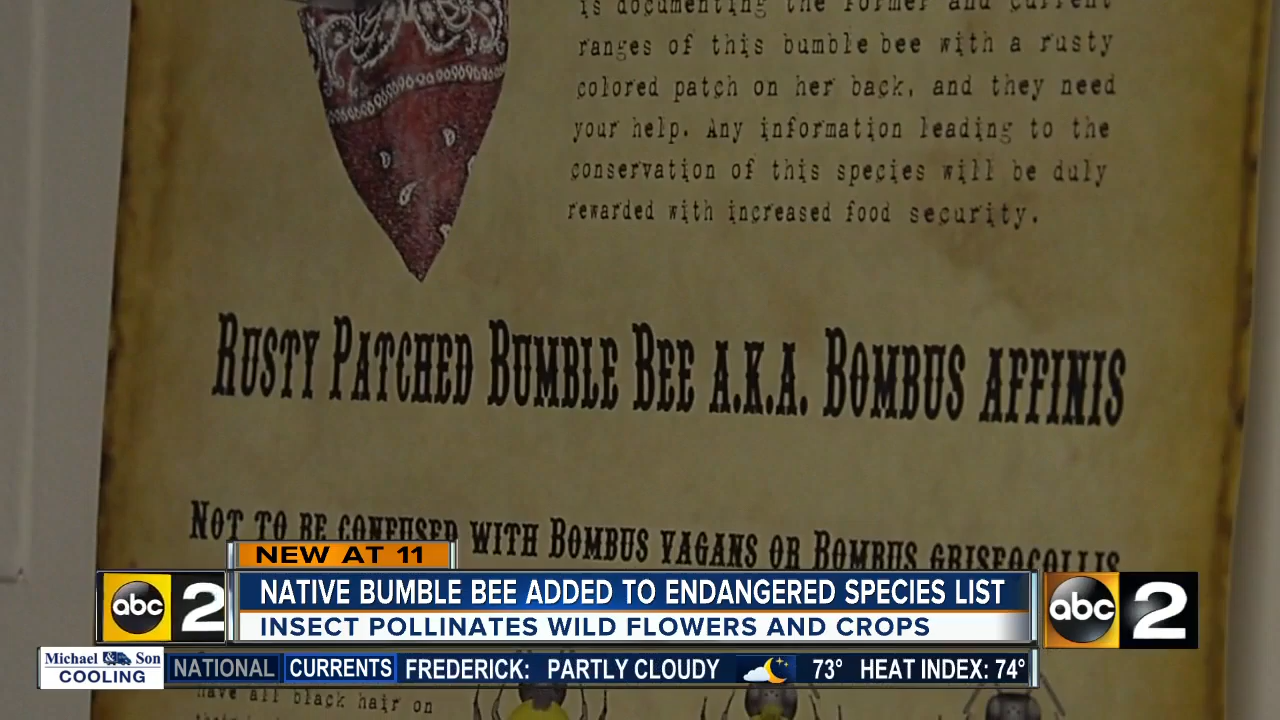 is documenting the former and current
ranges of this bumble bee with a rusty
colored patch on her back, and they need
your help. Any information leading to the
conservation of this species will be duly
rewarded with increased food security.
RUSTY PATCHED BUMBLE BEE A.K.A. BOMBUS AFFINIS
NOT TO BE CONFUSED WITH BOMBUS VAGANS OR BOMBUS GRISEOCOLLIS
NEW AT 11
abc 2
NATIVE BUMBLE BEE ADDED TO ENDANGERED SPECIES LIST
INSECT POLLINATES WILD FLOWERS AND CROPS
abc 2
Michael & Son
COOLING
NATIONAL CURRENTS FREDERICK: PARTLY CLOUDY 73° HEAT INDEX: 74°
have all black hair on